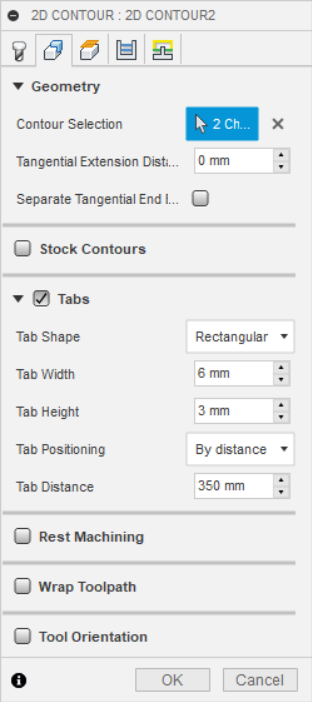 2D CONTOUR : 2D CONTOUR2
Geometry
Contour Selection 2 Ch...
Tangential Extension Dista... 0 mm
Separate Tangential End I...
Stock Contours
Tabs
Tab Shape Rectangular
Tab Width 6 mm
Tab Height 3 mm
Tab Positioning By distance
Tab Distance 350 mm
Rest Machining
Wrap Toolpath
Tool Orientation
OK Cancel